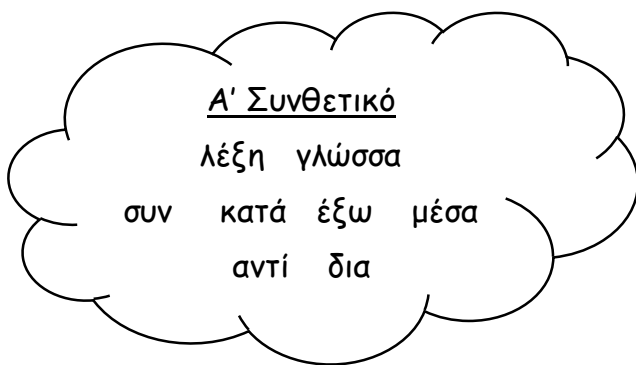 Α' Συνθετικό
λέξη γλώσσα
συν κατά έξω μέσα
αντί δια